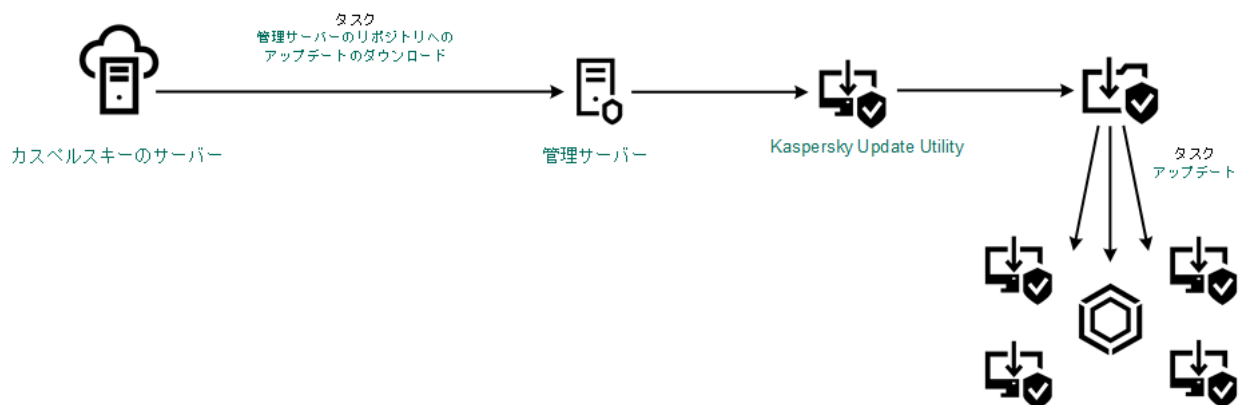 タスク
管理サーバーのリポジトリへの
アップデートのダウンロード
カスペルスキーのサーバー
管理サーバー
Kaspersky Update Utility
タスク
アップデート